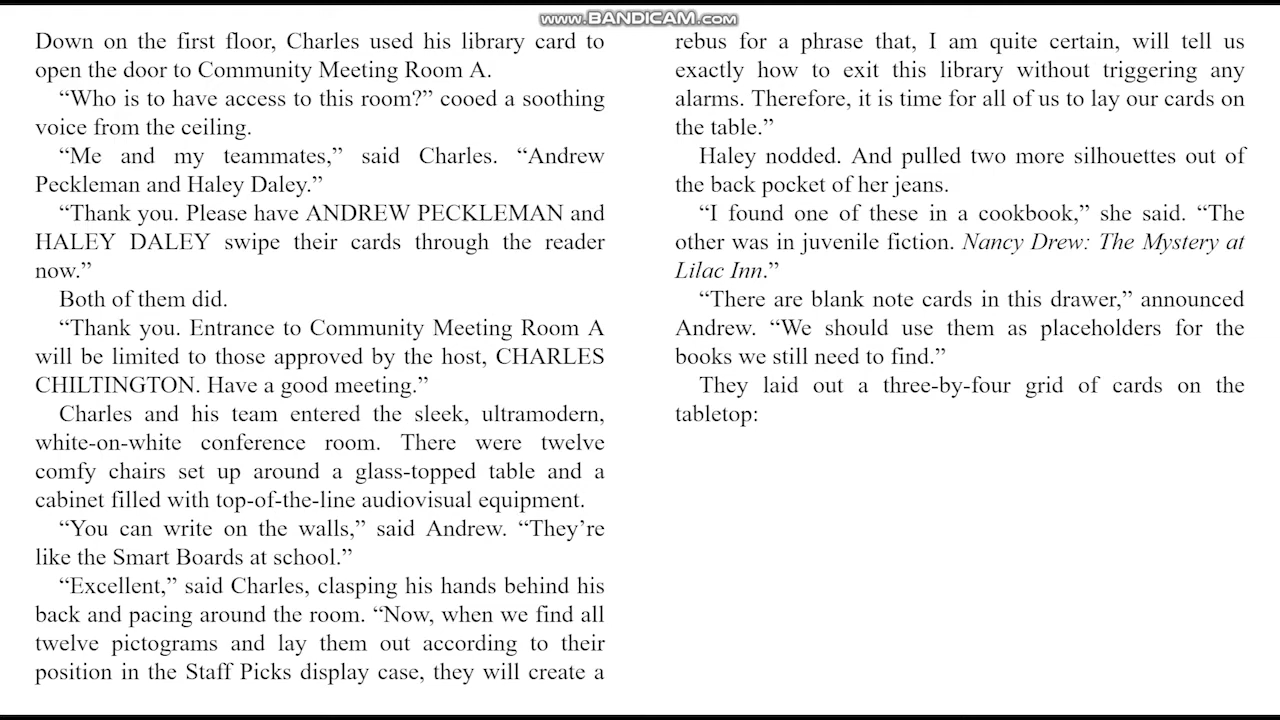 www.BANDICAM.com
Down on the first floor, Charles used his library card to
open the door to Community Meeting Room A.
“Who is to have access to this room?” cooed a soothing
voice from the ceiling.
“Me and my teammates,” said Charles. “Andrew
Peckleman and Haley Daley.”
“Thank you. Please have ANDREW PECKLEMAN and
HALEY DALEY swipe their cards through the reader
now.”
Both of them did.
“Thank you. Entrance to Community Meeting Room A
will be limited to those approved by the host, CHARLES
CHILTINGTON. Have a good meeting.”
Charles and his team entered the sleek, ultramodern,
white-on-white conference room. There were twelve
comfy chairs set up around a glass-topped table and a
cabinet filled with top-of-the-line audiovisual equipment.
“You can write on the walls,” said Andrew. “They’re
like the Smart Boards at school.”
“Excellent,” said Charles, clasping his hands behind his
back and pacing around the room. “Now, when we find all
twelve pictograms and lay them out according to their
position in the Staff Picks display case, they will create a
rebus for a phrase that, I am quite certain, will tell us
exactly how to exit this library without triggering any
alarms. Therefore, it is time for all of us to lay our cards on
the table.”
Haley nodded. And pulled two more silhouettes out of
the back pocket of her jeans.
“I found one of these in a cookbook,” she said. “The
other was in juvenile fiction. Nancy Drew: The Mystery at
Lilac Inn.”
“There are blank note cards in this drawer,” announced
Andrew. “We should use them as placeholders for the
books we still need to find.”
They laid out a three-by-four grid of cards on the
tabletop: